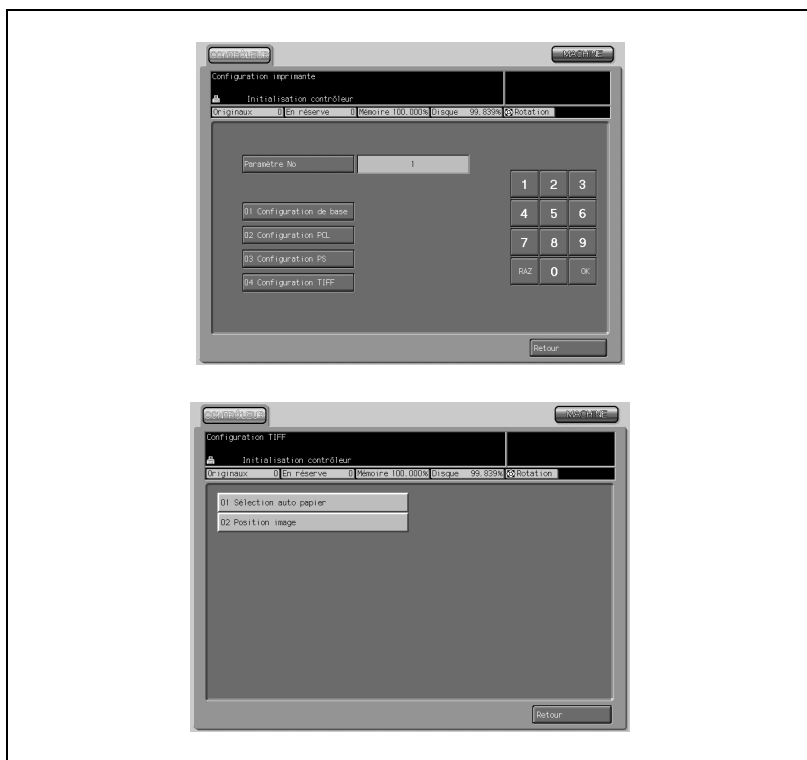 CONTRÔLEUR MACHINE
Configuration imprimante
Initialisation contrôleur
Originaux 0 En réserve 0 Mémoire 100.000% Disque 99.839% Rotation
Paramètre No 1
1 2 3
01 Configuration de base 4 5 6
02 Configuration PCL
7 8 9
03 Configuration PS
RAZ 0 OK
04 Configuration TIFF
Retour
CONTRÔLEUR MACHINE
Configuration TIFF
Initialisation contrôleur
Originaux 0 En réserve 0 Mémoire 100.000% Disque 99.839% Rotation
01 Sélection auto papier
02 Position image
Retour